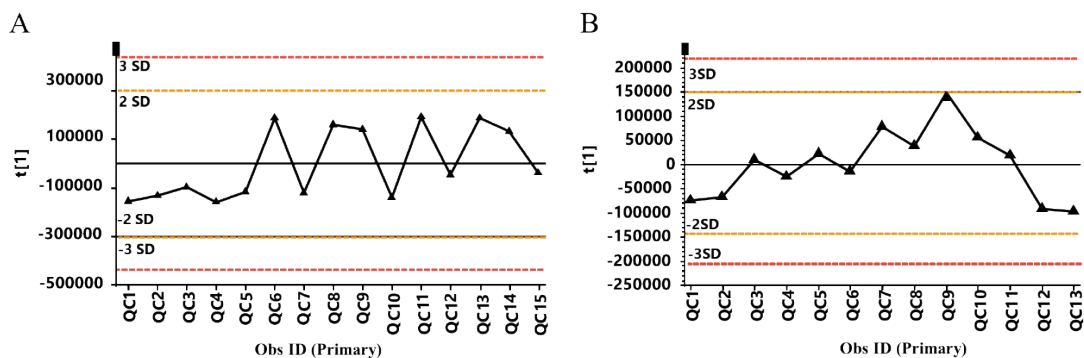 A
3 SD
300000
2 SD
100000
t[1]
-100000
-2 SD
-300000
-3 SD
-500000
QC1
QC2
QC3
QC4
QC5
QC6
QC7
QC8
QC9
QC10
QC11
QC12
QC13
QC14
QC15
Obs ID (Primary)
B
200000
3SD
150000
2SD
100000
50000
t[1]
0
-50000
-100000
-2SD
-150000
-3SD
-200000
-250000
QC1
QC2
QC3
QC4
QC5
QC6
QC7
QC8
QC9
QC10
QC11
QC12
QC13
Obs ID (Primary)